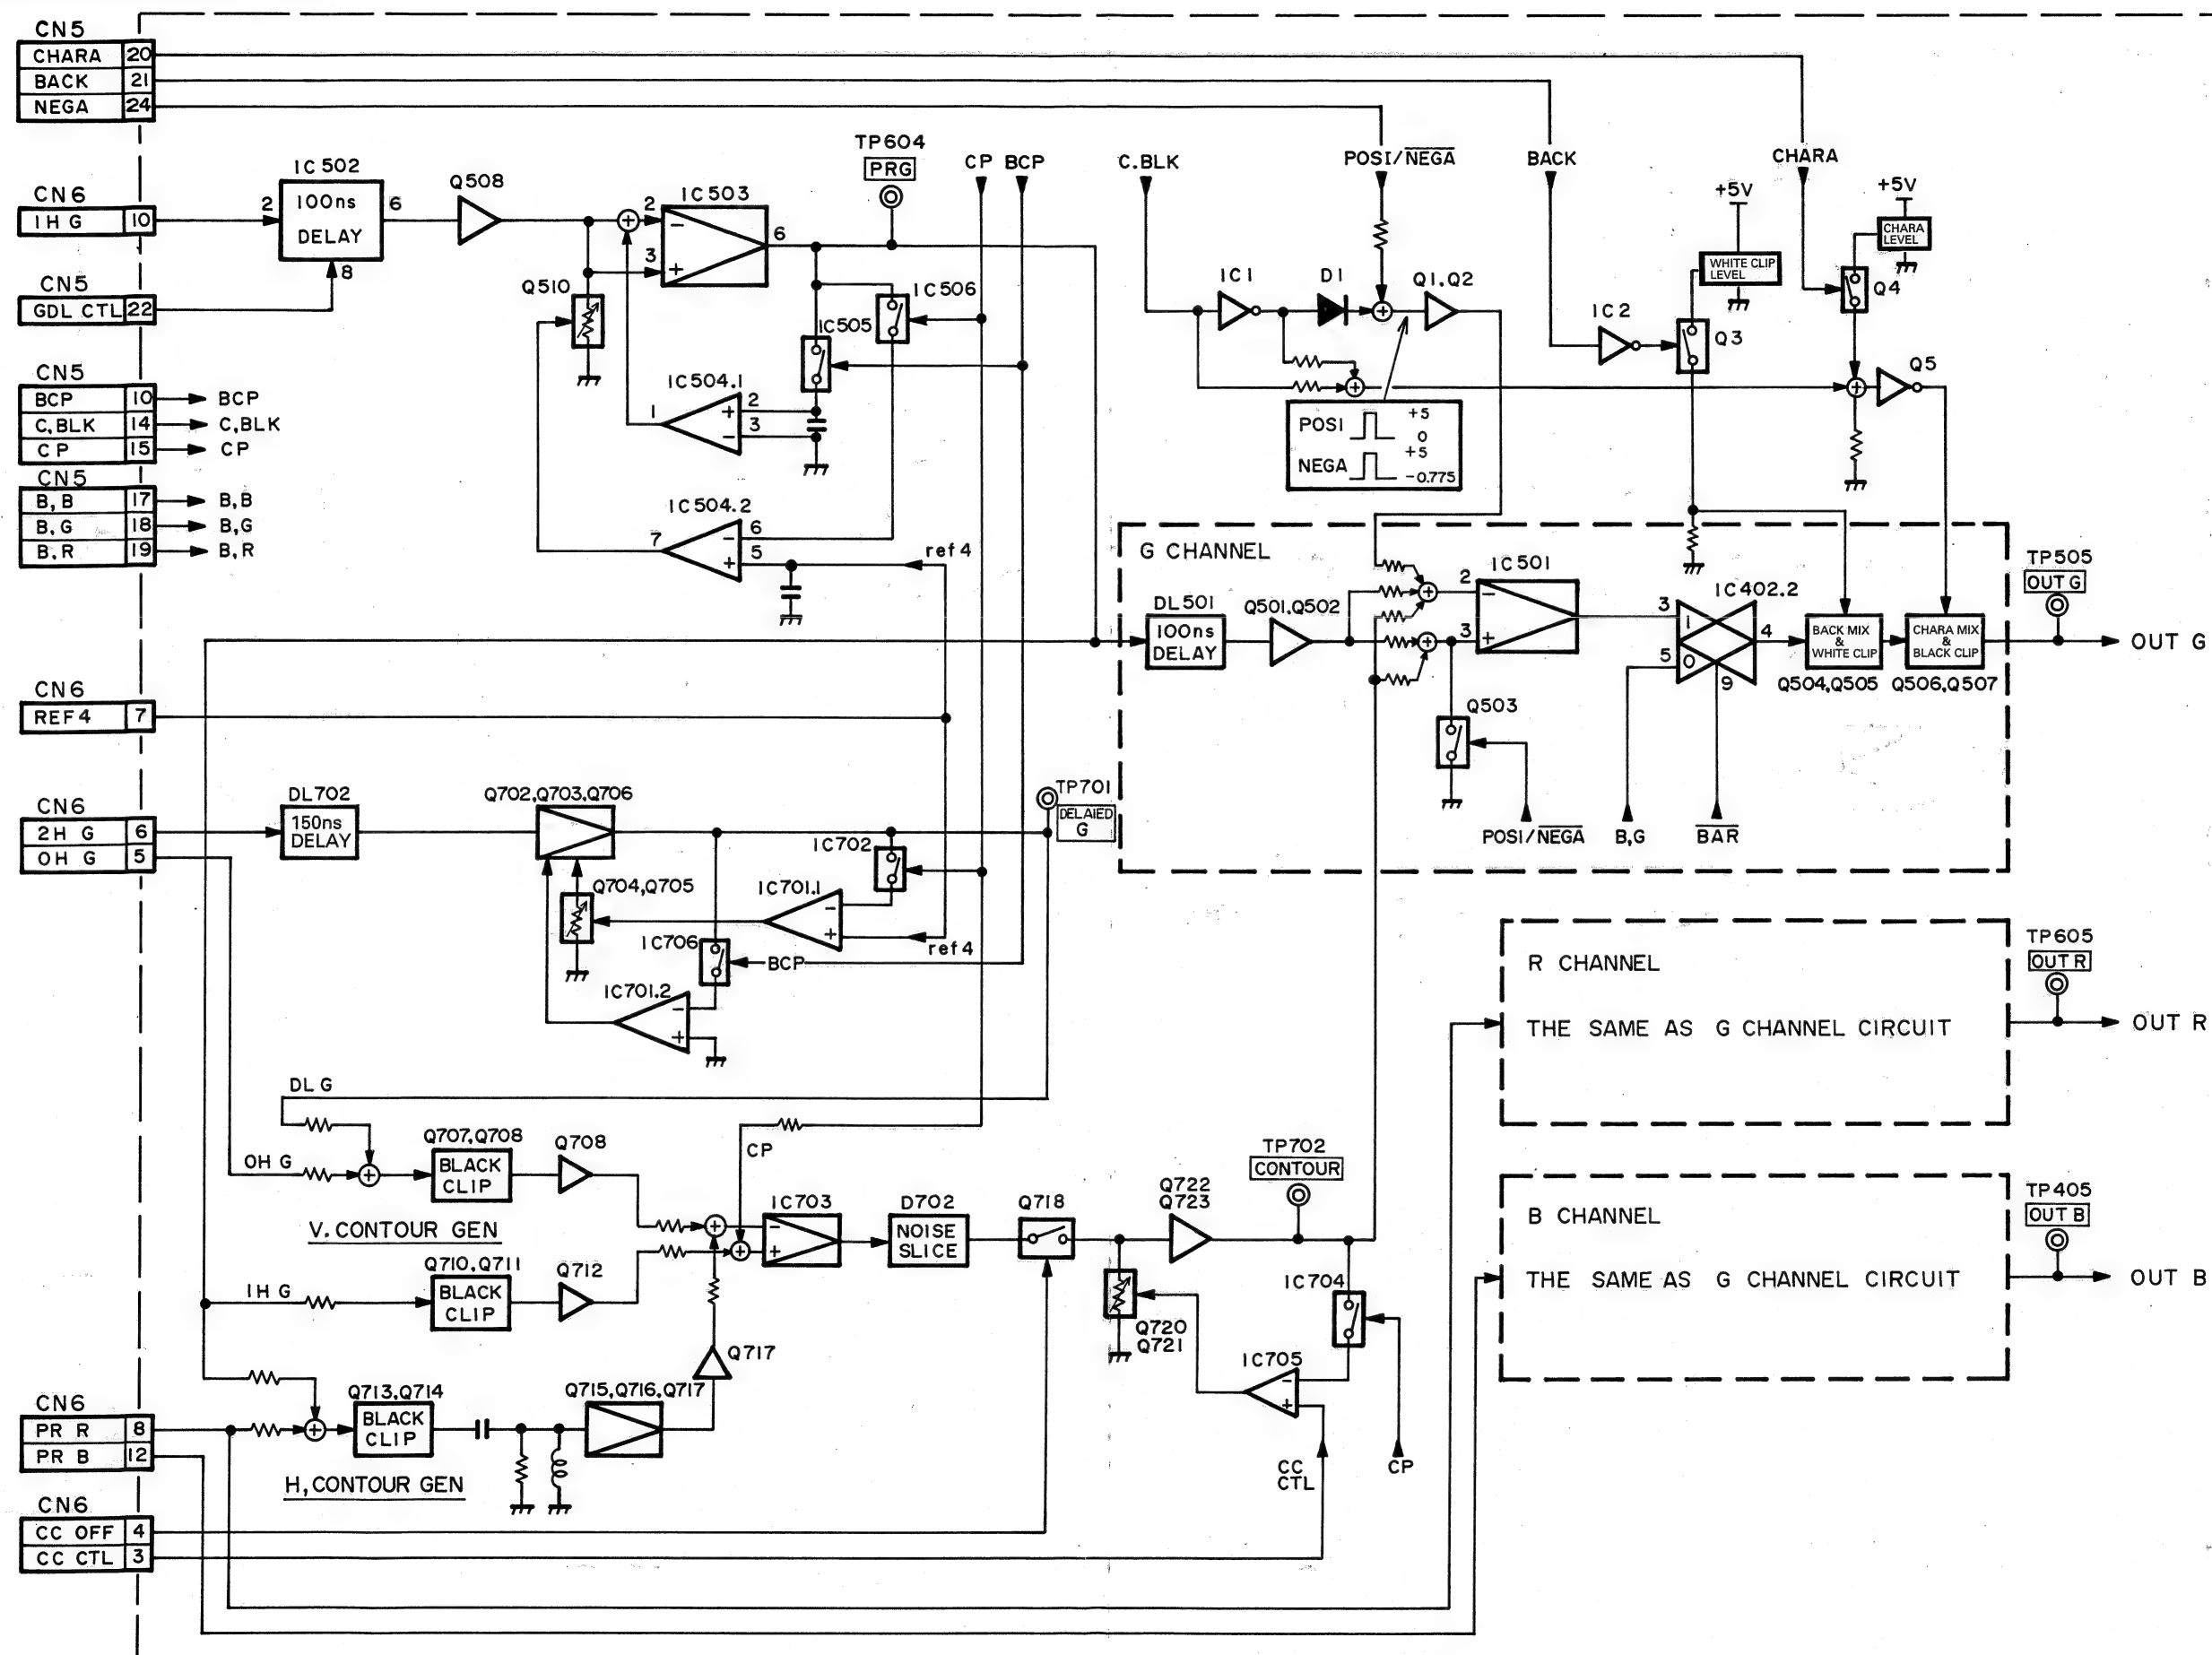 CN5
CHARA 20
BACK 21
NEGA 24
CN6
1H G 10
CN5
GDL CTL 22
CN5
BCP 10 BCP
C.BLK 14 C.BLK
CP 15 CP
CN5
B,B 17 B,B
B,G 18 B,G
B,R 19 B,R
CN6
REF4 7
CN6
2H G 6
OH G 5
CN6
PR R 8
PR B 12
CN6
CC OFF 4
CC CTL 3
IC502
2
100ns
DELAY
6
8
Q508
Q510
IC503
2
3
6
TP604
PRG
CP BCP
IC506
IC505
IC504.1
1
2
3
IC504.2
7
6
5
ref4
C.BLK
POSI/NEGA
BACK
CHARA
IC1
D1
Q1,Q2
POSI
+5
0
NEGA
+5
-0.775
+5V
WHITE CLIP
LEVEL
IC2
Q3
+5V
CHARA
LEVEL
Q4
Q5
G CHANNEL
DL501
100ns
DELAY
Q501,Q502
IC501
2
3
Q503
POSI/NEGA
B,G
BAR
IC402.2
3
1
5
0
4
9
BACK MIX
&
WHITE CLIP
Q504,Q505
CHARA MIX
&
BLACK CLIP
Q506,Q507
TP505
OUT G
OUT G
DL702
150ns
DELAY
Q702,Q703,Q706
Q704,Q705
IC702
IC701.1
ref4
IC706
BCP
IC701.2
TP701
DELAIED
G
R CHANNEL
THE SAME AS G CHANNEL CIRCUIT
TP605
OUT R
OUT R
B CHANNEL
THE SAME AS G CHANNEL CIRCUIT
TP405
OUT B
OUT B
DL G
OH G
Q707,Q708
BLACK
CLIP
Q708
V. CONTOUR GEN
1H G
Q710,Q711
BLACK
CLIP
Q712
CP
IC703
D702
NOISE
SLICE
Q718
Q722
Q723
TP702
CONTOUR
Q720
Q721
IC704
IC705
CC
CTL
CP
Q713,Q714
BLACK
CLIP
Q715,Q716,Q717
Q717
H, CONTOUR GEN